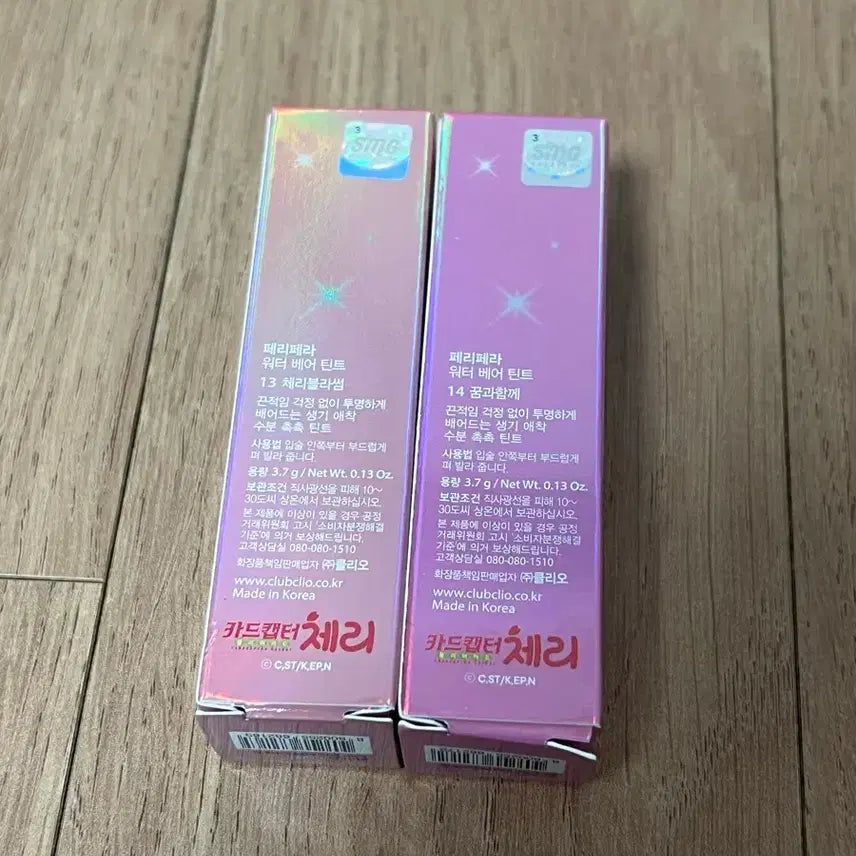 3
SMG
페리페라
워터 베어 틴트
13 체리블라썸
끈적임 걱정 없이 투명하게
배어드는 생기 애착
수분 촉촉 틴트
사용법 입술 안쪽부터 부드럽게
펴 발라 줍니다.
용량 3.7 g / Net Wt. 0.13 Oz.
보관조건 직사광선을 피해 10~
30도씨 상온에서 보관하십시오.
본 제품에 이상이 있을 경우 공정
거래위원회 고시 '소비자분쟁해결
기준'에 의거 보상해드립니다.
고객상담실 080-080-1510
화장품책임판매업자 ㈜클리오
www.clubclio.co.kr
Made in Korea
카드캡터 체리
ⓒ C,ST/K,EP,N
3
SMG
페리페라
워터 베어 틴트
14 꿈과함께
끈적임 걱정 없이 투명하게
배어드는 생기 애착
수분 촉촉 틴트
사용법 입술 안쪽부터 부드럽게
펴 발라 줍니다.
용량 3.7 g / Net Wt. 0.13 Oz.
보관조건 직사광선을 피해 10~
30도씨 상온에서 보관하십시오.
본 제품에 이상이 있을 경우 공정
거래위원회 고시 '소비자분쟁해결
기준'에 의거 보상해드립니다.
고객상담실 080-080-1510
화장품책임판매업자 ㈜클리오
www.clubclio.co.kr
Made in Korea
카드캡터 체리
ⓒ C,ST/K,EP,N